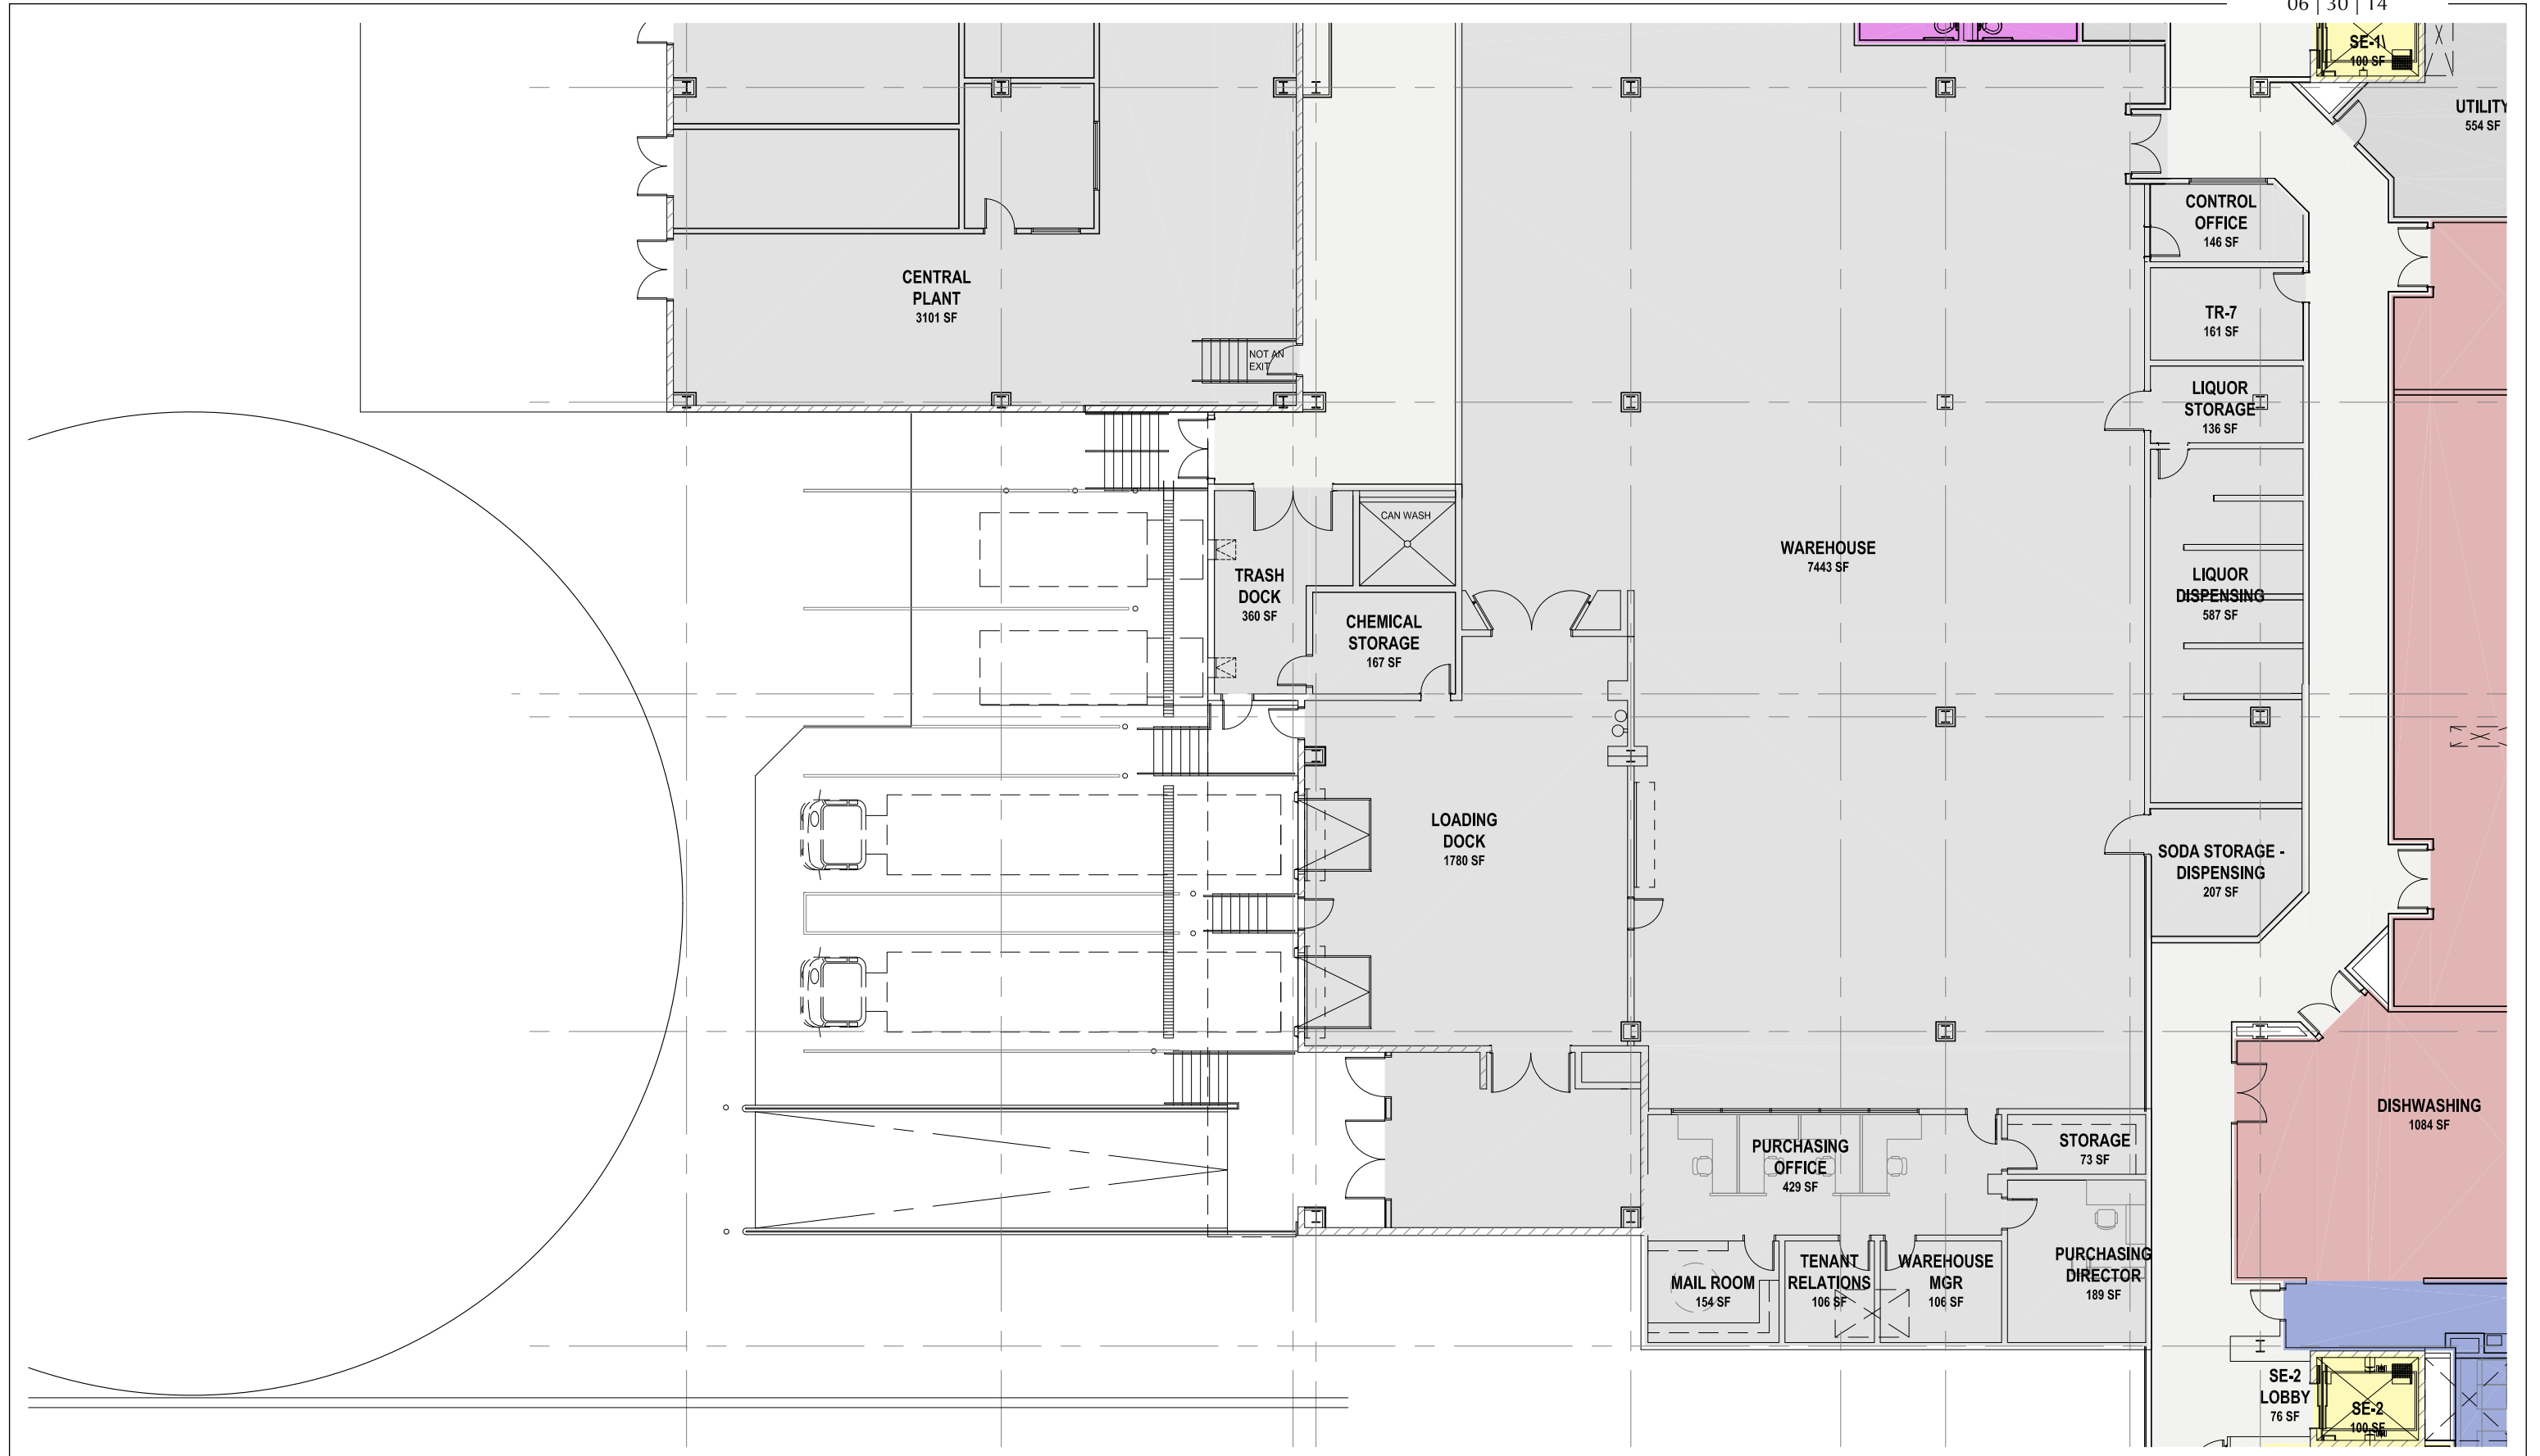 06 | 30 | 14
SE-1
100 SF
UTILITY
554 SF
CONTROL
OFFICE
146 SF
CENTRAL
PLANT
3101 SF
TR-7
161 SF
NOT AN
EXIT
LIQUOR
STORAGE
136 SF
CAN WASH
WAREHOUSE
7443 SF
TRASH
DOCK
360 SF
LIQUOR
DISPENSING
587 SF
CHEMICAL
STORAGE
167 SF
LOADING
DOCK
1780 SF
SODA STORAGE -
DISPENSING
207 SF
DISHWASHING
1084 SF
PURCHASING
OFFICE
429 SF
STORAGE
73 SF
MAIL ROOM
154 SF
TENANT
RELATIONS
106 SF
WAREHOUSE
MGR
106 SF
PURCHASING
DIRECTOR
189 SF
SE-2
LOBBY
76 SF
SE-2
100 SF